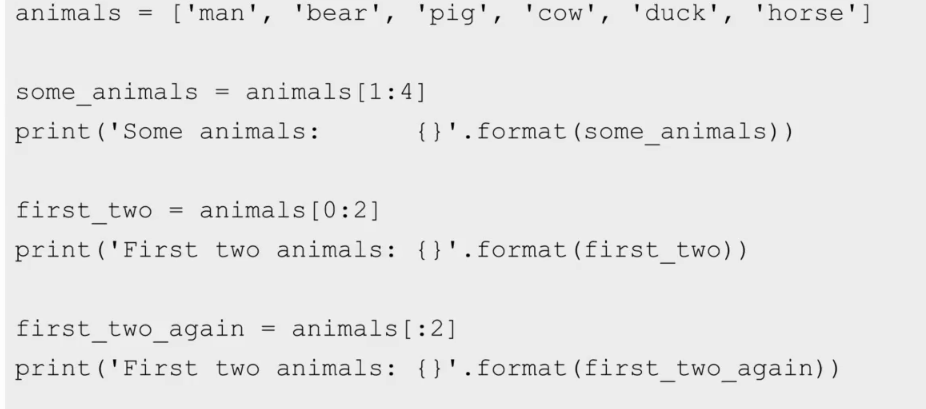 animals = ['man', 'bear', 'pig', 'cow', 'duck', 'horse']
some_animals = animals[1:4]
print('Some animals:      {}'.format(some_animals))
first_two = animals[0:2]
print('First two animals: {}'.format(first_two))
first_two_again = animals[:2]
print('First two animals: {}'.format(first_two_again))